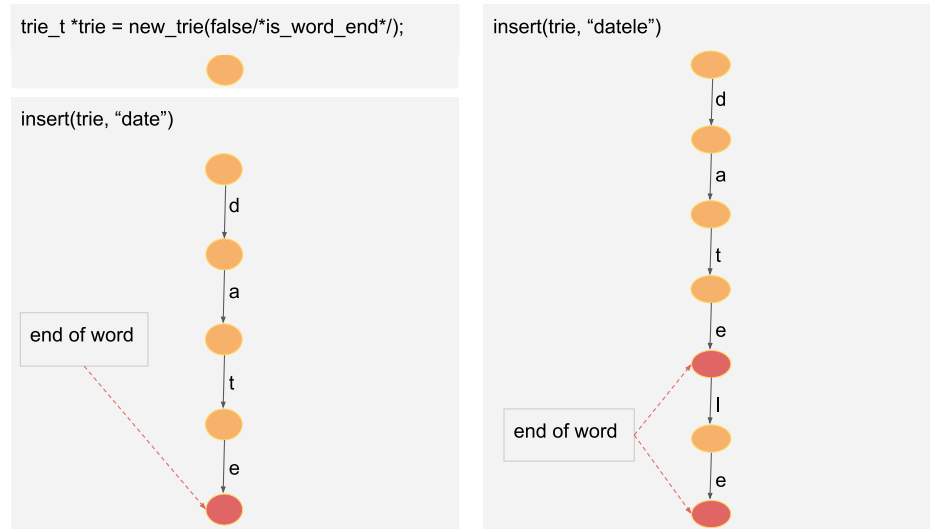 trie_t *trie = new_trie(false/*is_word_end*/);
insert(trie, “date”)
d
a
t
e
end of word
insert(trie, “datele”)
d
a
t
e
l
e
end of word